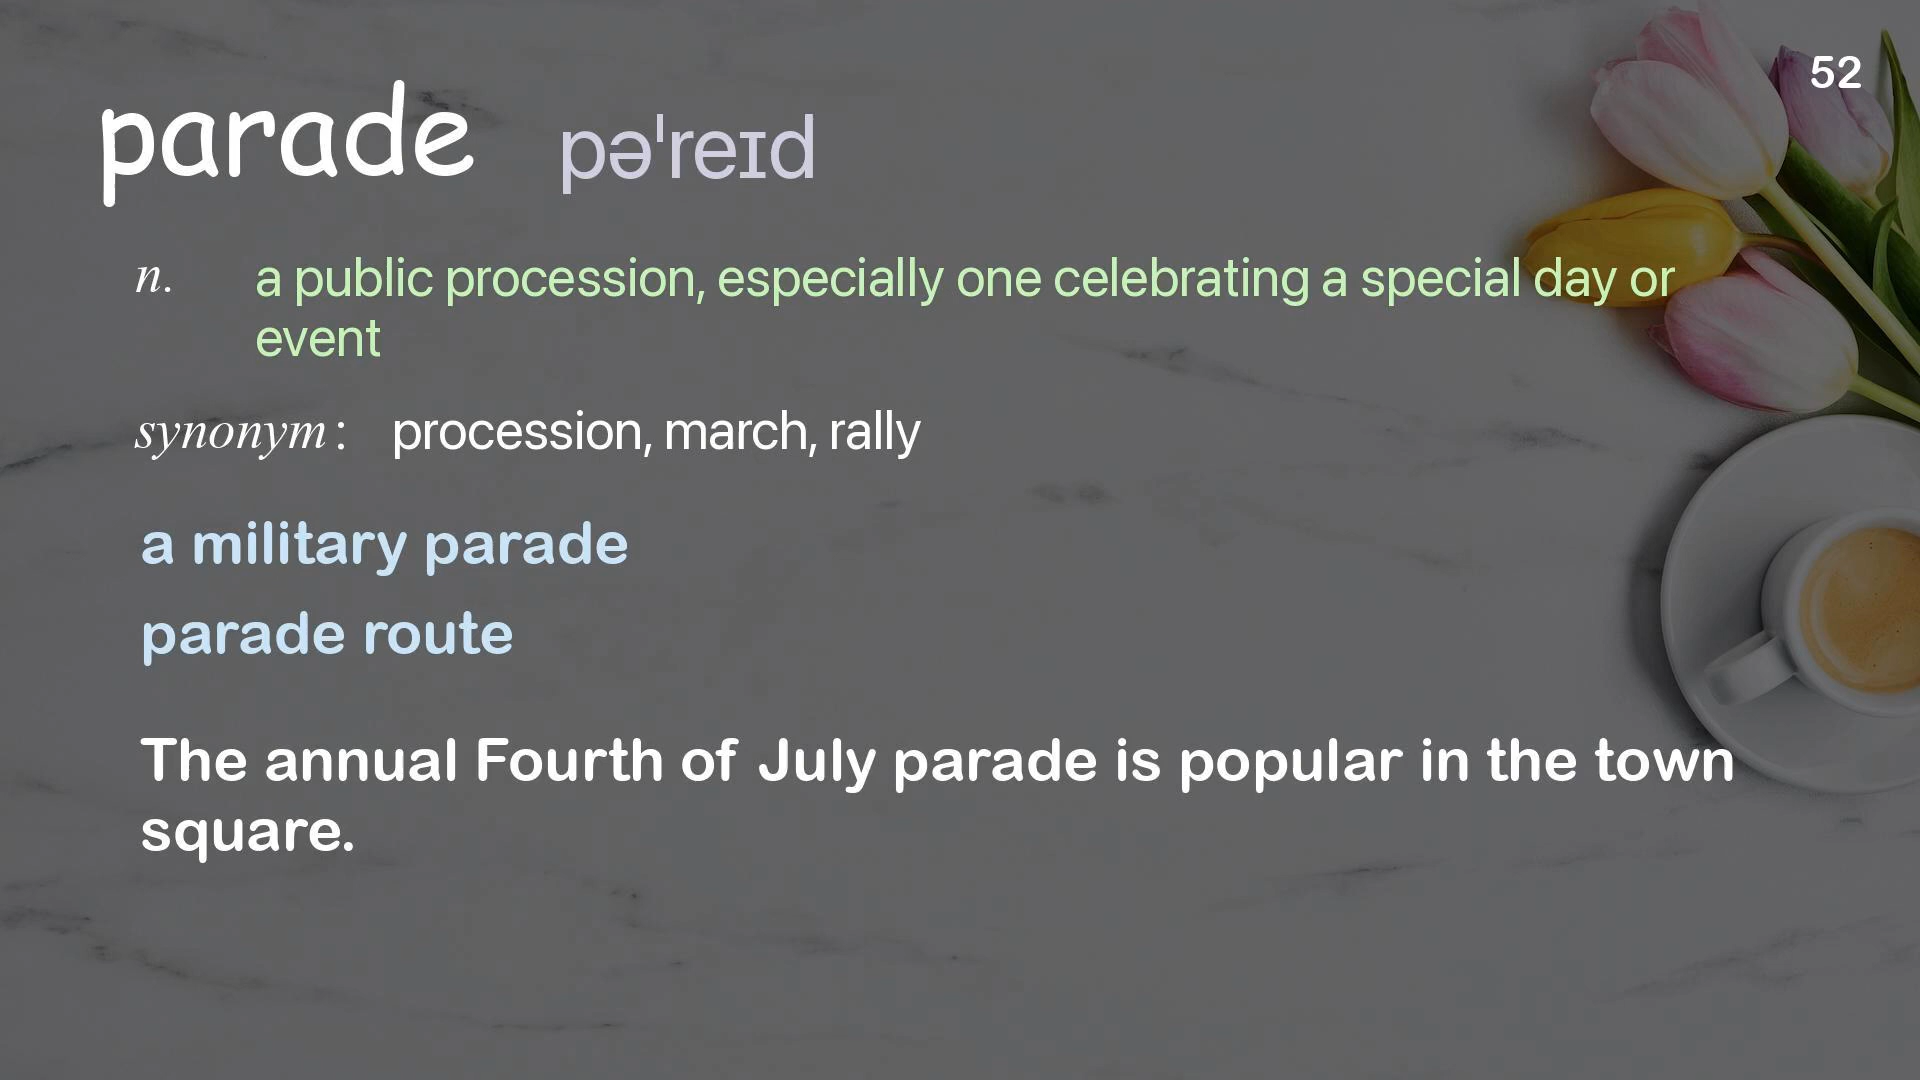 52
parade pəˈreɪd
n. a public procession, especially one celebrating a special day or
event
synonym: procession, march, rally
a military parade
parade route
The annual Fourth of July parade is popular in the town
square.